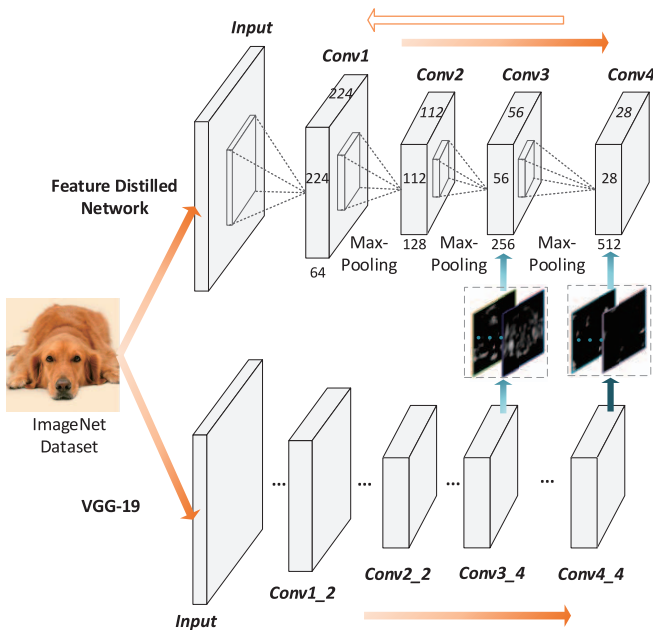 Input
Conv1
Conv2
Conv3
Conv4
224
112
56
28
224
112
56
28
Feature Distilled
Network
Max-
Pooling
Max-
Pooling
Max-
Pooling
64
128
256
512
ImageNet
Dataset
VGG-19
...
...
...
...
Conv1_2
Conv2_2
Conv3_4
Conv4_4
Input